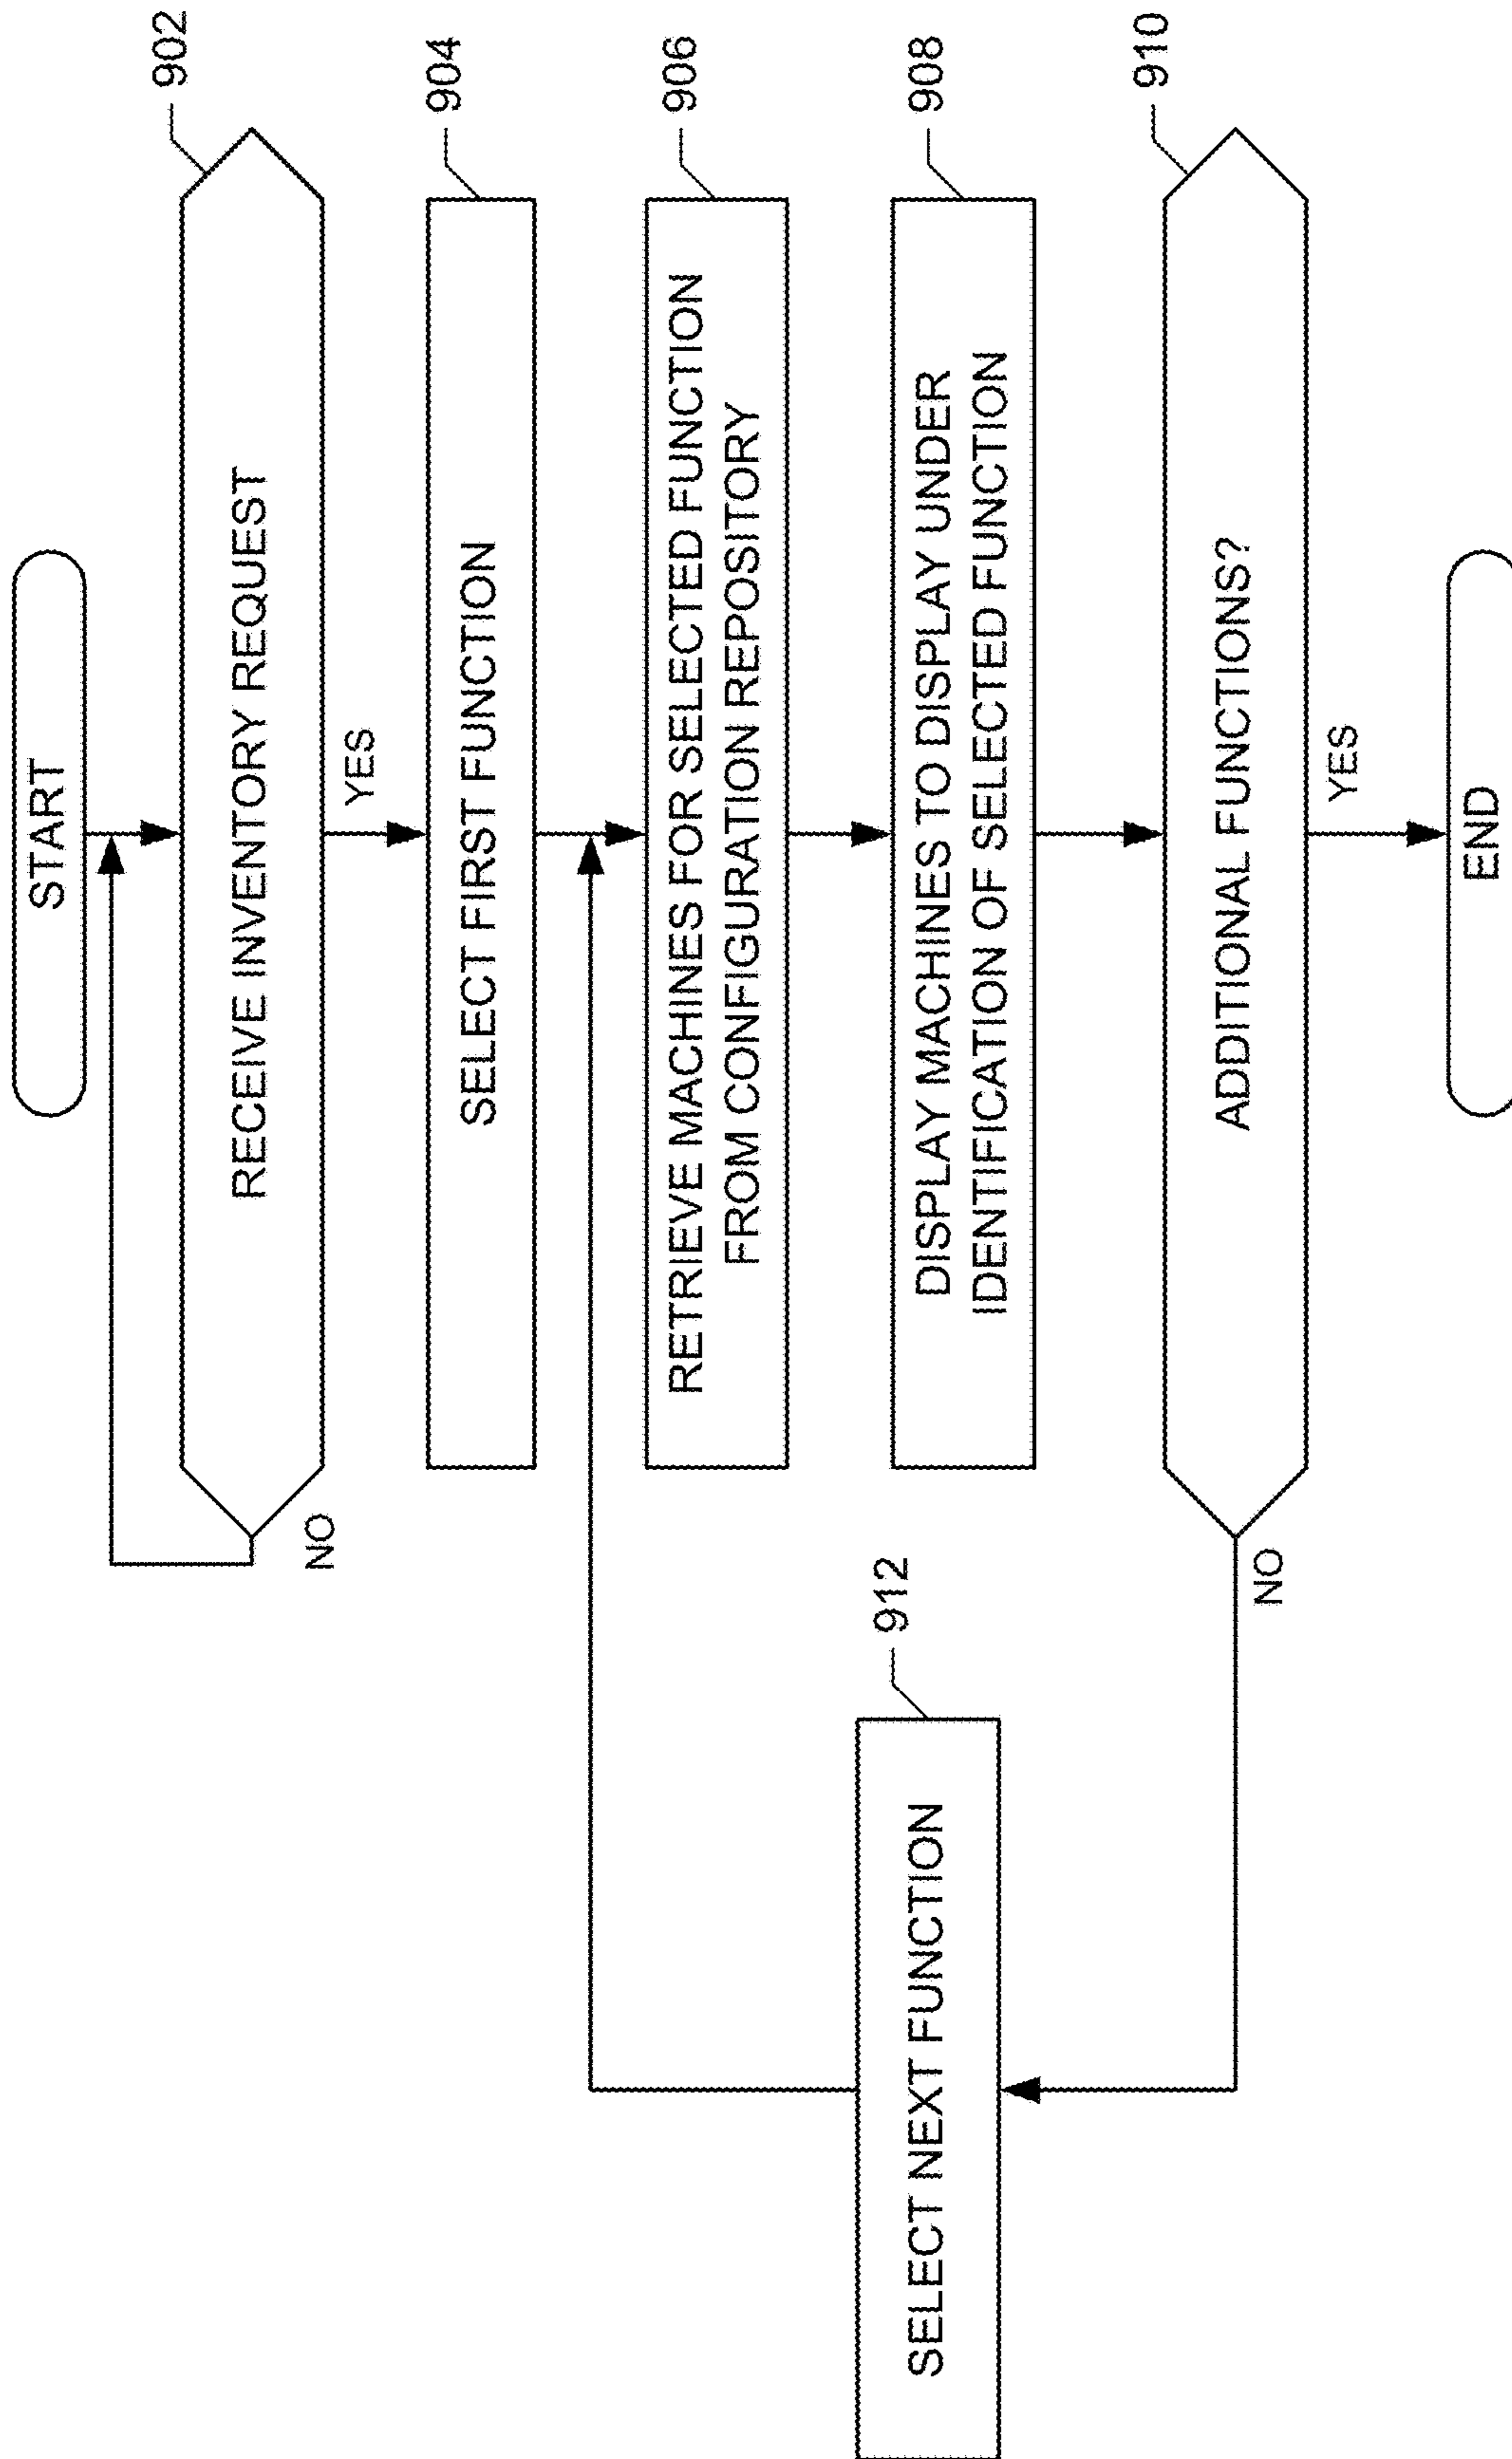 START
902
RECEIVE INVENTORY REQUEST
NO
YES
904
SELECT FIRST FUNCTION
906
RETRIEVE MACHINES FOR SELECTED FUNCTION
FROM CONFIGURATION REPOSITORY
912
SELECT NEXT FUNCTION
908
DISPLAY MACHINES TO DISPLAY UNDER
IDENTIFICATION OF SELECTED FUNCTION
910
ADDITIONAL FUNCTIONS?
NO
YES
END